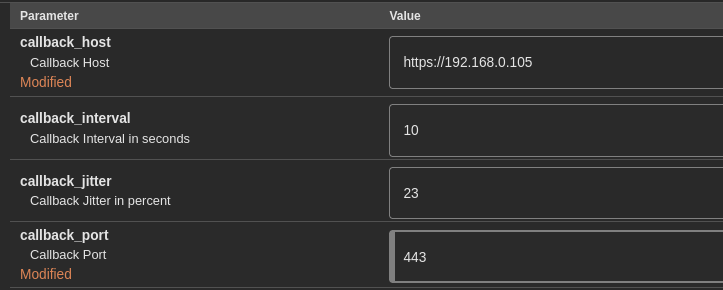 Parameter Value
callback_host
Callback Host
Modified
https://192.168.0.105
callback_interval
Callback Interval in seconds
10
callback_jitter
Callback Jitter in percent
23
callback_port
Callback Port
Modified
443